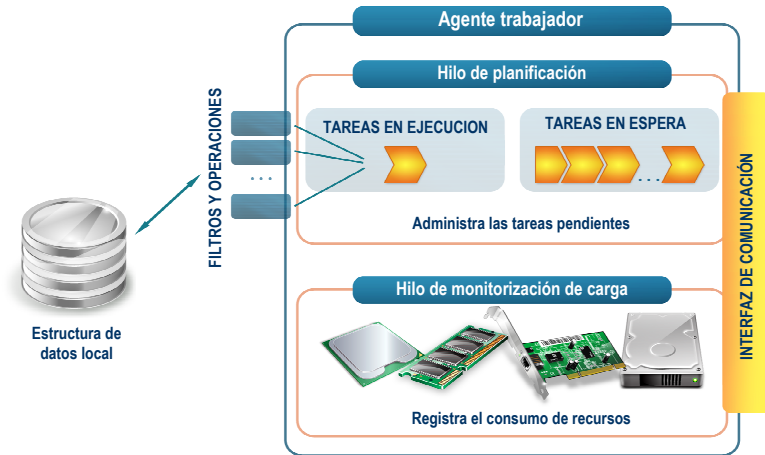 Agente trabajador
Hilo de planificación
FILTROS Y OPERACIONES
TAREAS EN EJECUCION
TAREAS EN ESPERA
...
...
Administra las tareas pendientes
INTERFAZ DE COMUNICACIÓN
Estructura de
datos local
Hilo de monitorización de carga
Registra el consumo de recursos